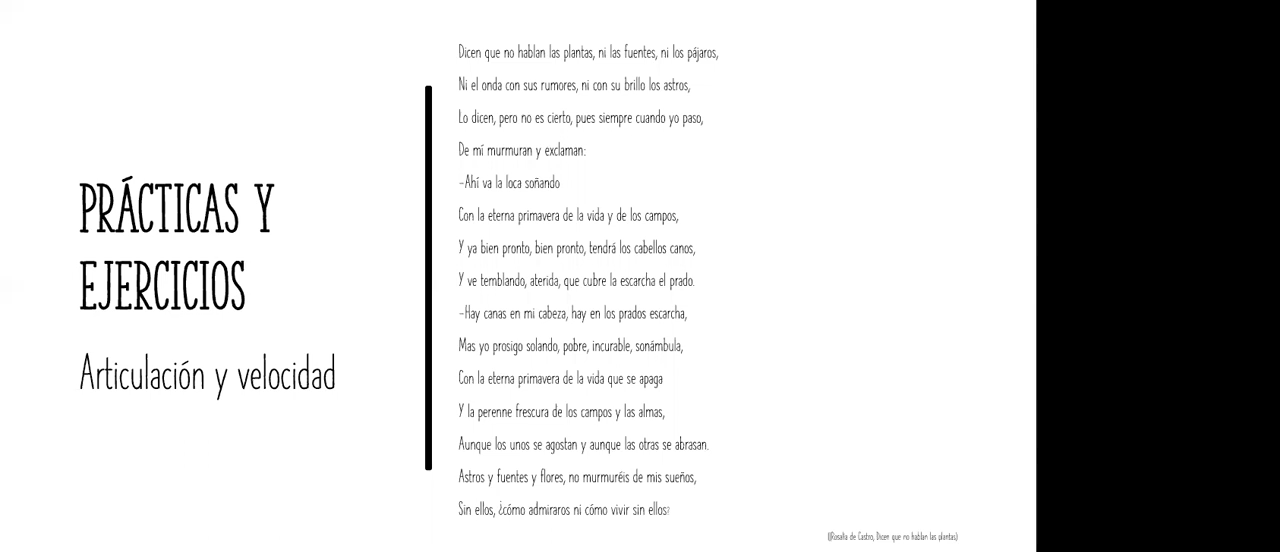 PRÁCTICAS Y
EJERCICIOS
Articulación y velocidad
Dicen que no hablan las plantas, ni las fuentes, ni los pájaros,
Ni el onda con sus rumores, ni con su brillo los astros,
Lo dicen, pero no es cierto, pues siempre cuando yo paso,
De mí murmuran y exclaman:
-Ahí va la loca soñando
Con la eterna primavera de la vida y de los campos,
Y ya bien pronto, bien pronto, tendrá los cabellos canos,
Y ve temblando, aterida, que cubre la escarcha el prado.
-Hay canas en mi cabeza, hay en los prados escarcha,
Mas yo prosigo solando, pobre, incurable, sonámbula,
Con la eterna primavera de la vida que se apaga
Y la perenne frescura de los campos y las almas,
Aunque los unos se agostan y aunque las otras se abrasan.
Astros y fuentes y flores, no murmuréis de mis sueños,
Sin ellos, ¿cómo admiraros ni cómo vivir sin ellos?
((Rosalía de Castro, Dicen que no hablan las plantas)